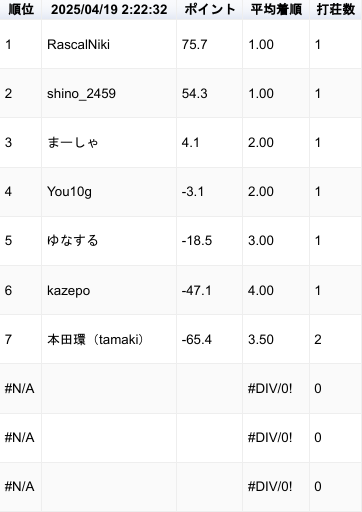 順位 2025/04/19 2:22:32 ポイント 平均着順 打荘数
1 RascalNiki 75.7 1.00 1
2 shino_2459 54.3 1.00 1
3 まーしゃ 4.1 2.00 1
4 You10g -3.1 2.00 1
5 ゆなする -18.5 3.00 1
6 kazepo -47.1 4.00 1
7 本田環（tamaki） -65.4 3.50 2
#N/A #DIV/0! 0
#N/A #DIV/0! 0
#N/A #DIV/0! 0